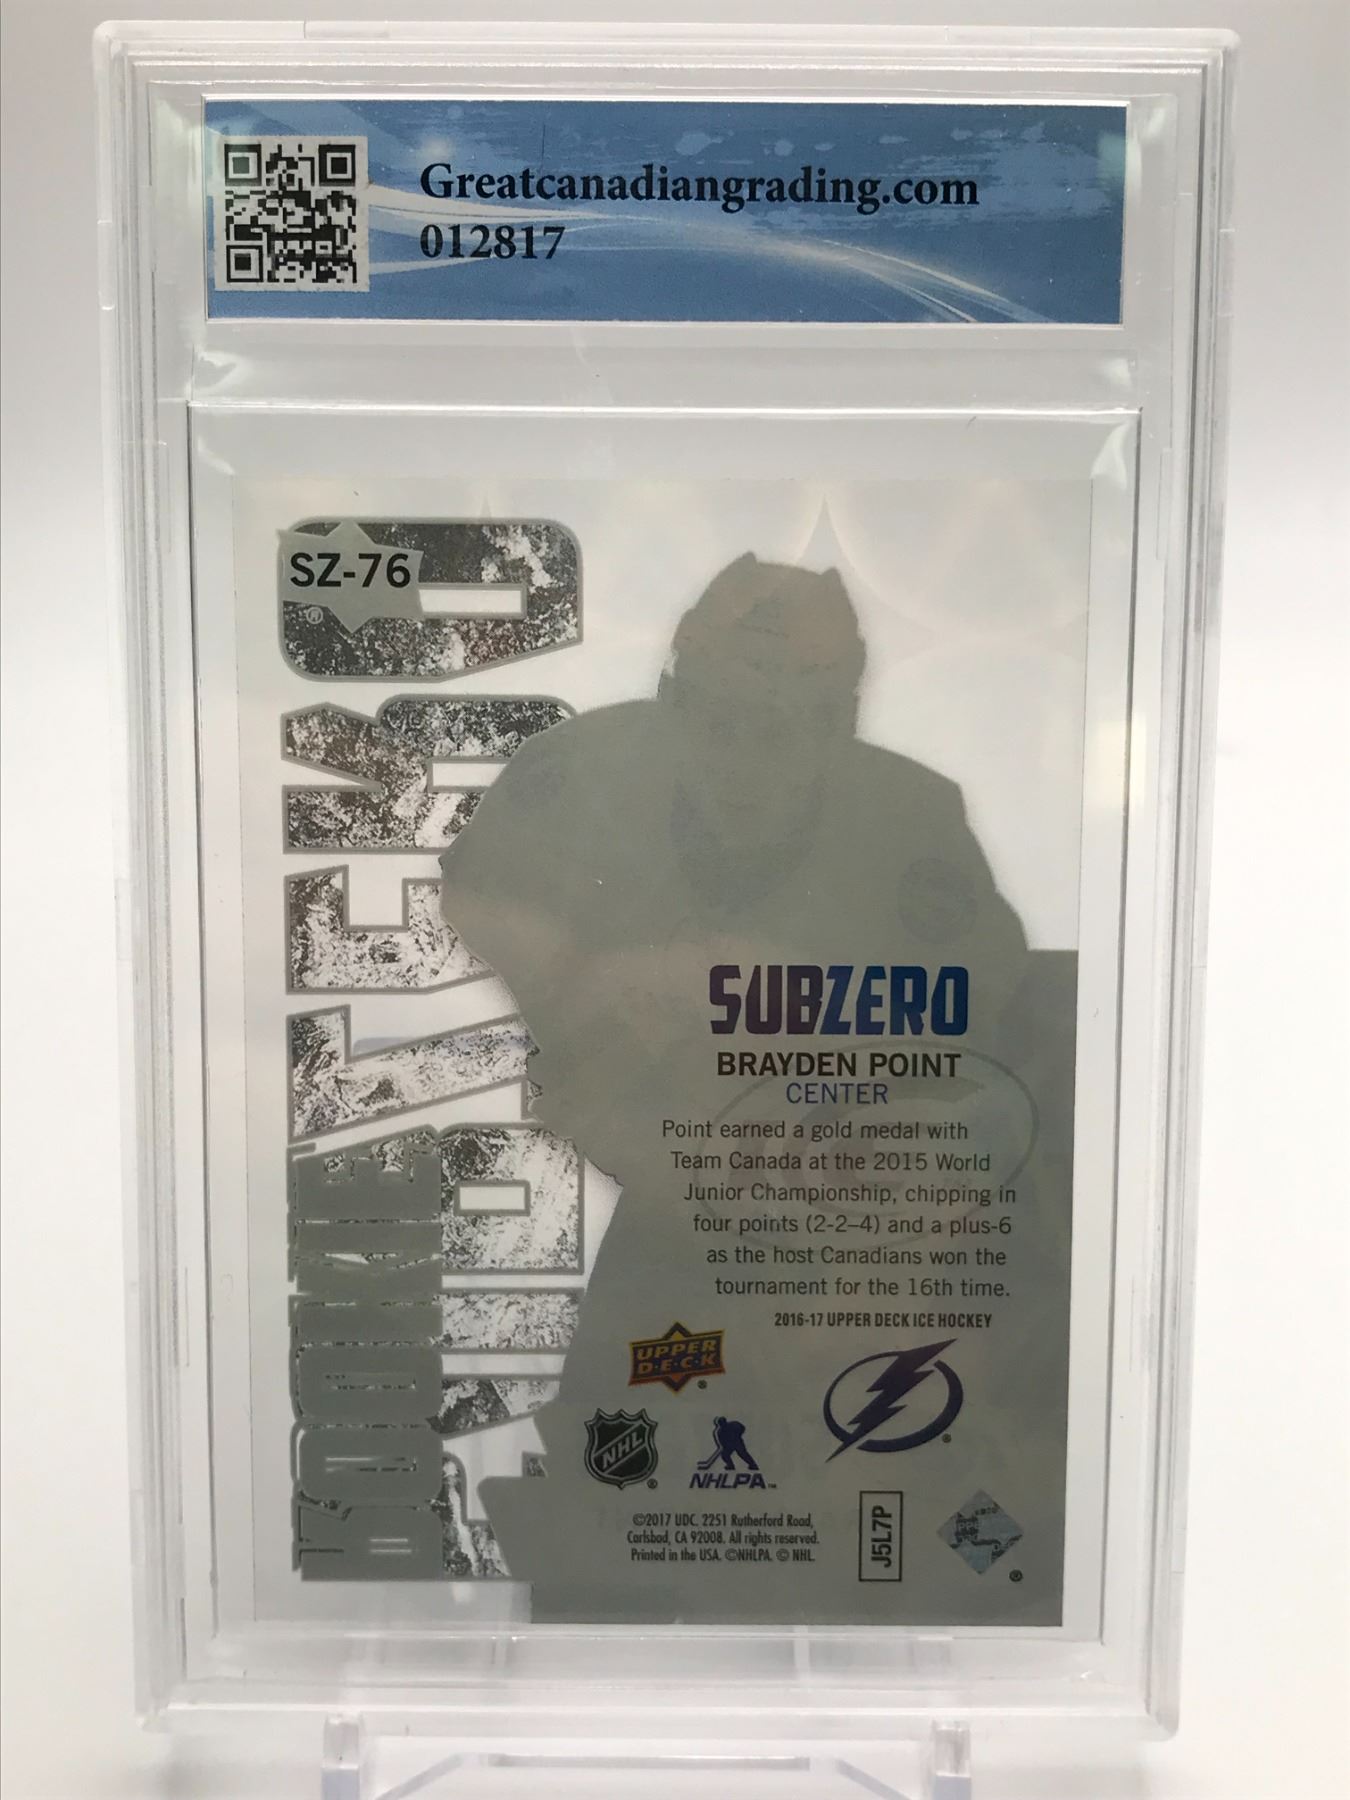 Greatcanadiangrading.com
012817
SZ-76
ROOKIE
SUBZERO
BRAYDEN POINT
CENTER
Point earned a gold medal with
Team Canada at the 2015 World
Junior Championship, chipping in
four points (2-2–4) and a plus-6
as the host Canadians won the
tournament for the 16th time.
2016-17 UPPER DECK ICE HOCKEY
UPPER
D•E•C•K
®
NHL
®
NHLPA™
®
©2017 UDC. 2251 Rutherford Road,
Carlsbad, CA 92008. All rights reserved.
Printed in the USA. ©NHLPA. © NHL.
J5L7P
®